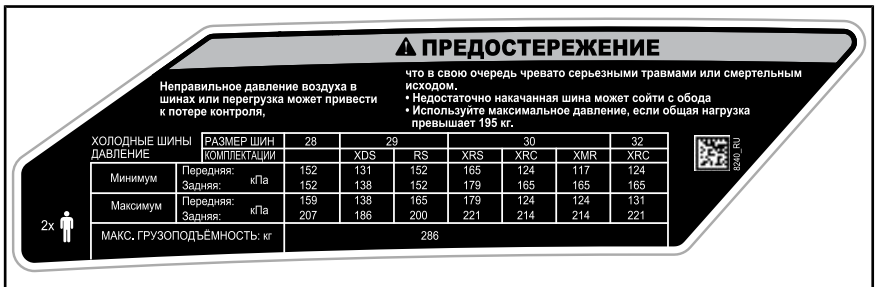 ПРЕДОСТЕРЕЖЕНИЕ
Неправильное давление воздуха в
шинах или перегрузка может привести
к потере контроля,
что в свою очередь чревато серьезными травмами или смертельным
исходом.
• Недостаточно накачанная шина может сойти с обода
• Используйте максимальное давление, если общая нагрузка
превышает 195 кг.
ХОЛОДНЫЕ ШИНЫ РАЗМЕР ШИН 28 29 30 32
ДАВЛЕНИЕ КОМПЛЕКТАЦИИ XDS RS XRS XRC XMR XRC
Минимум Передняя: кПа 152 131 152 165 124 117 124
Задняя: 152 138 152 179 165 165 165
Максимум Передняя: кПа 159 138 165 179 124 124 131
Задняя: 207 186 200 221 214 214 221
2x
МАКС. ГРУЗОПОДЪЁМНОСТЬ: кг 286
8240_RU